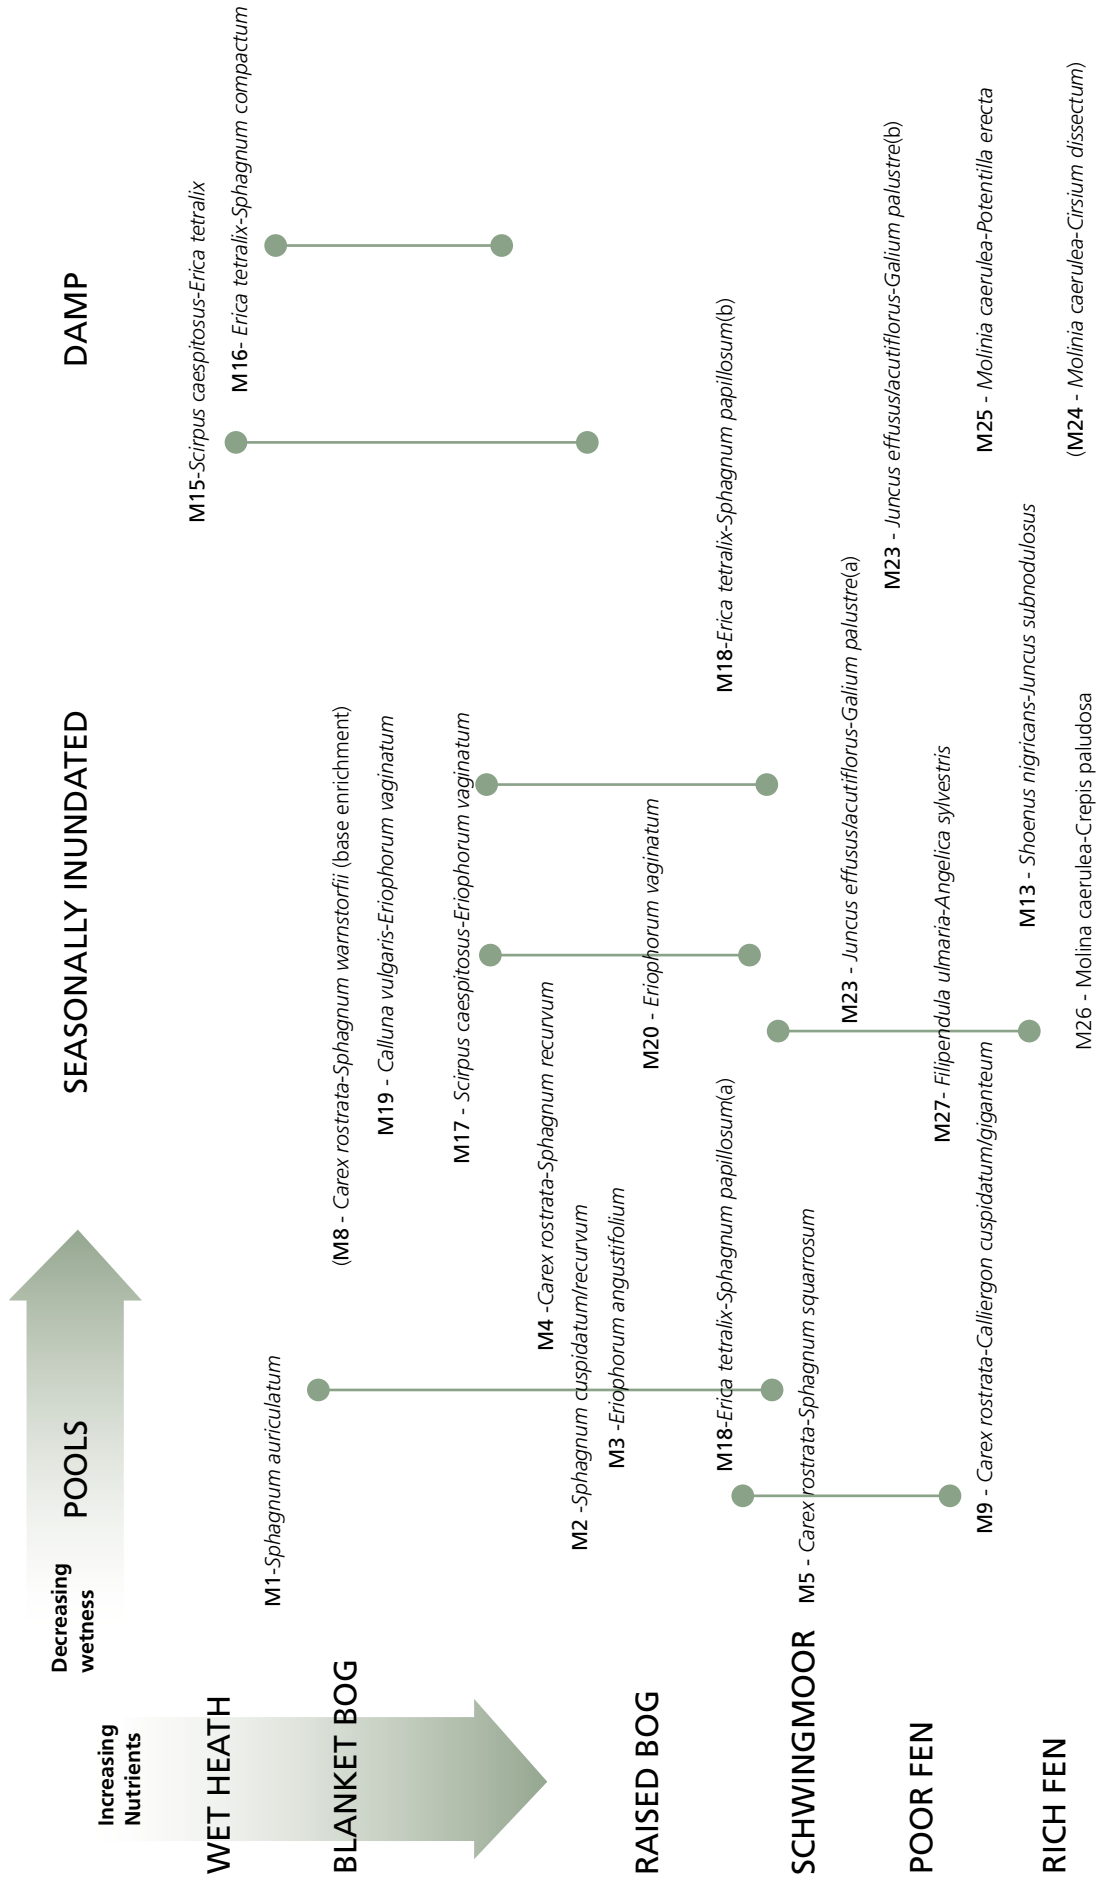 Decreasing
wetness
POOLS
SEASONALLY INUNDATED
DAMP
Increasing
Nutrients
WET HEATH
BLANKET BOG
RAISED BOG
SCHWINGMOOR
POOR FEN
RICH FEN
M15-Scirpus caespitosus-Erica tetralix
M16- Erica tetralix-Sphagnum compactum
M1-Sphagnum auriculatum
(M8 - Carex rostrata-Sphagnum warnstorfii (base enrichment)
M19 - Calluna vulgaris-Eriophorum vaginatum
M17 - Scirpus caespitosus-Eriophorum vaginatum
M4 -Carex rostrata-Sphagnum recurvum
M2 -Sphagnum cuspidatum/recurvum
M3 -Eriophorum angustifolium
M20 - Eriophorum vaginatum
M18-Erica tetralix-Sphagnum papillosum(a)
M18-Erica tetralix-Sphagnum papillosum(b)
M5 - Carex rostrata-Sphagnum squarrosum
M23 - Juncus effusus/acutiflorus-Galium palustre(a)
M23 - Juncus effusus/acutiflorus-Galium palustre(b)
M27- Filipendula ulmaria-Angelica sylvestris
M9 - Carex rostrata-Calliergon cuspidatum/giganteum
M25 - Molinia caerulea-Potentilla erecta
M13 - Shoenus nigricans-Juncus subnodulosus
M26 - Molina caerulea-Crepis paludosa
(M24 - Molinia caerulea-Cirsium dissectum)